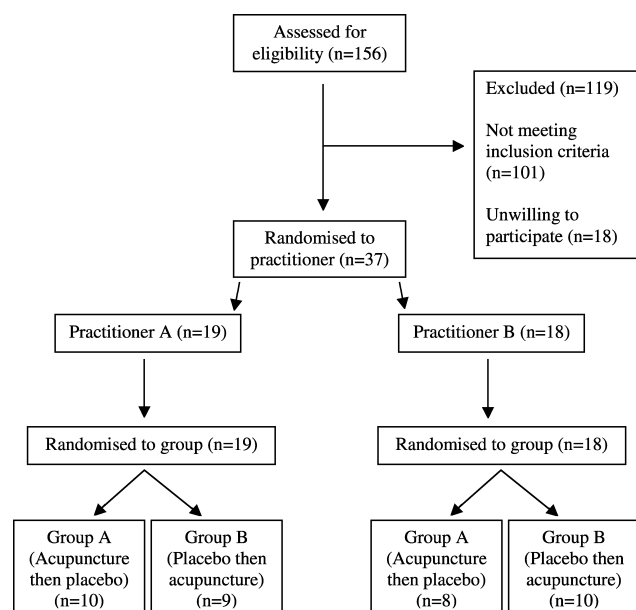 Assessed for
eligibility (n=156)
Excluded (n=119)
Not meeting
inclusion criteria
(n=101)
Unwilling to
participate (n=18)
Randomised to
practitioner (n=37)
Practitioner A (n=19)
Practitioner B (n=18)
Randomised to group (n=19)
Randomised to group (n=18)
Group A
(Acupuncture
then placebo)
(n=10)
Group B
(Placebo then
acupuncture)
(n=9)
Group A
(Acupuncture
then placebo)
(n=8)
Group B
(Placebo then
acupuncture)
(n=10)